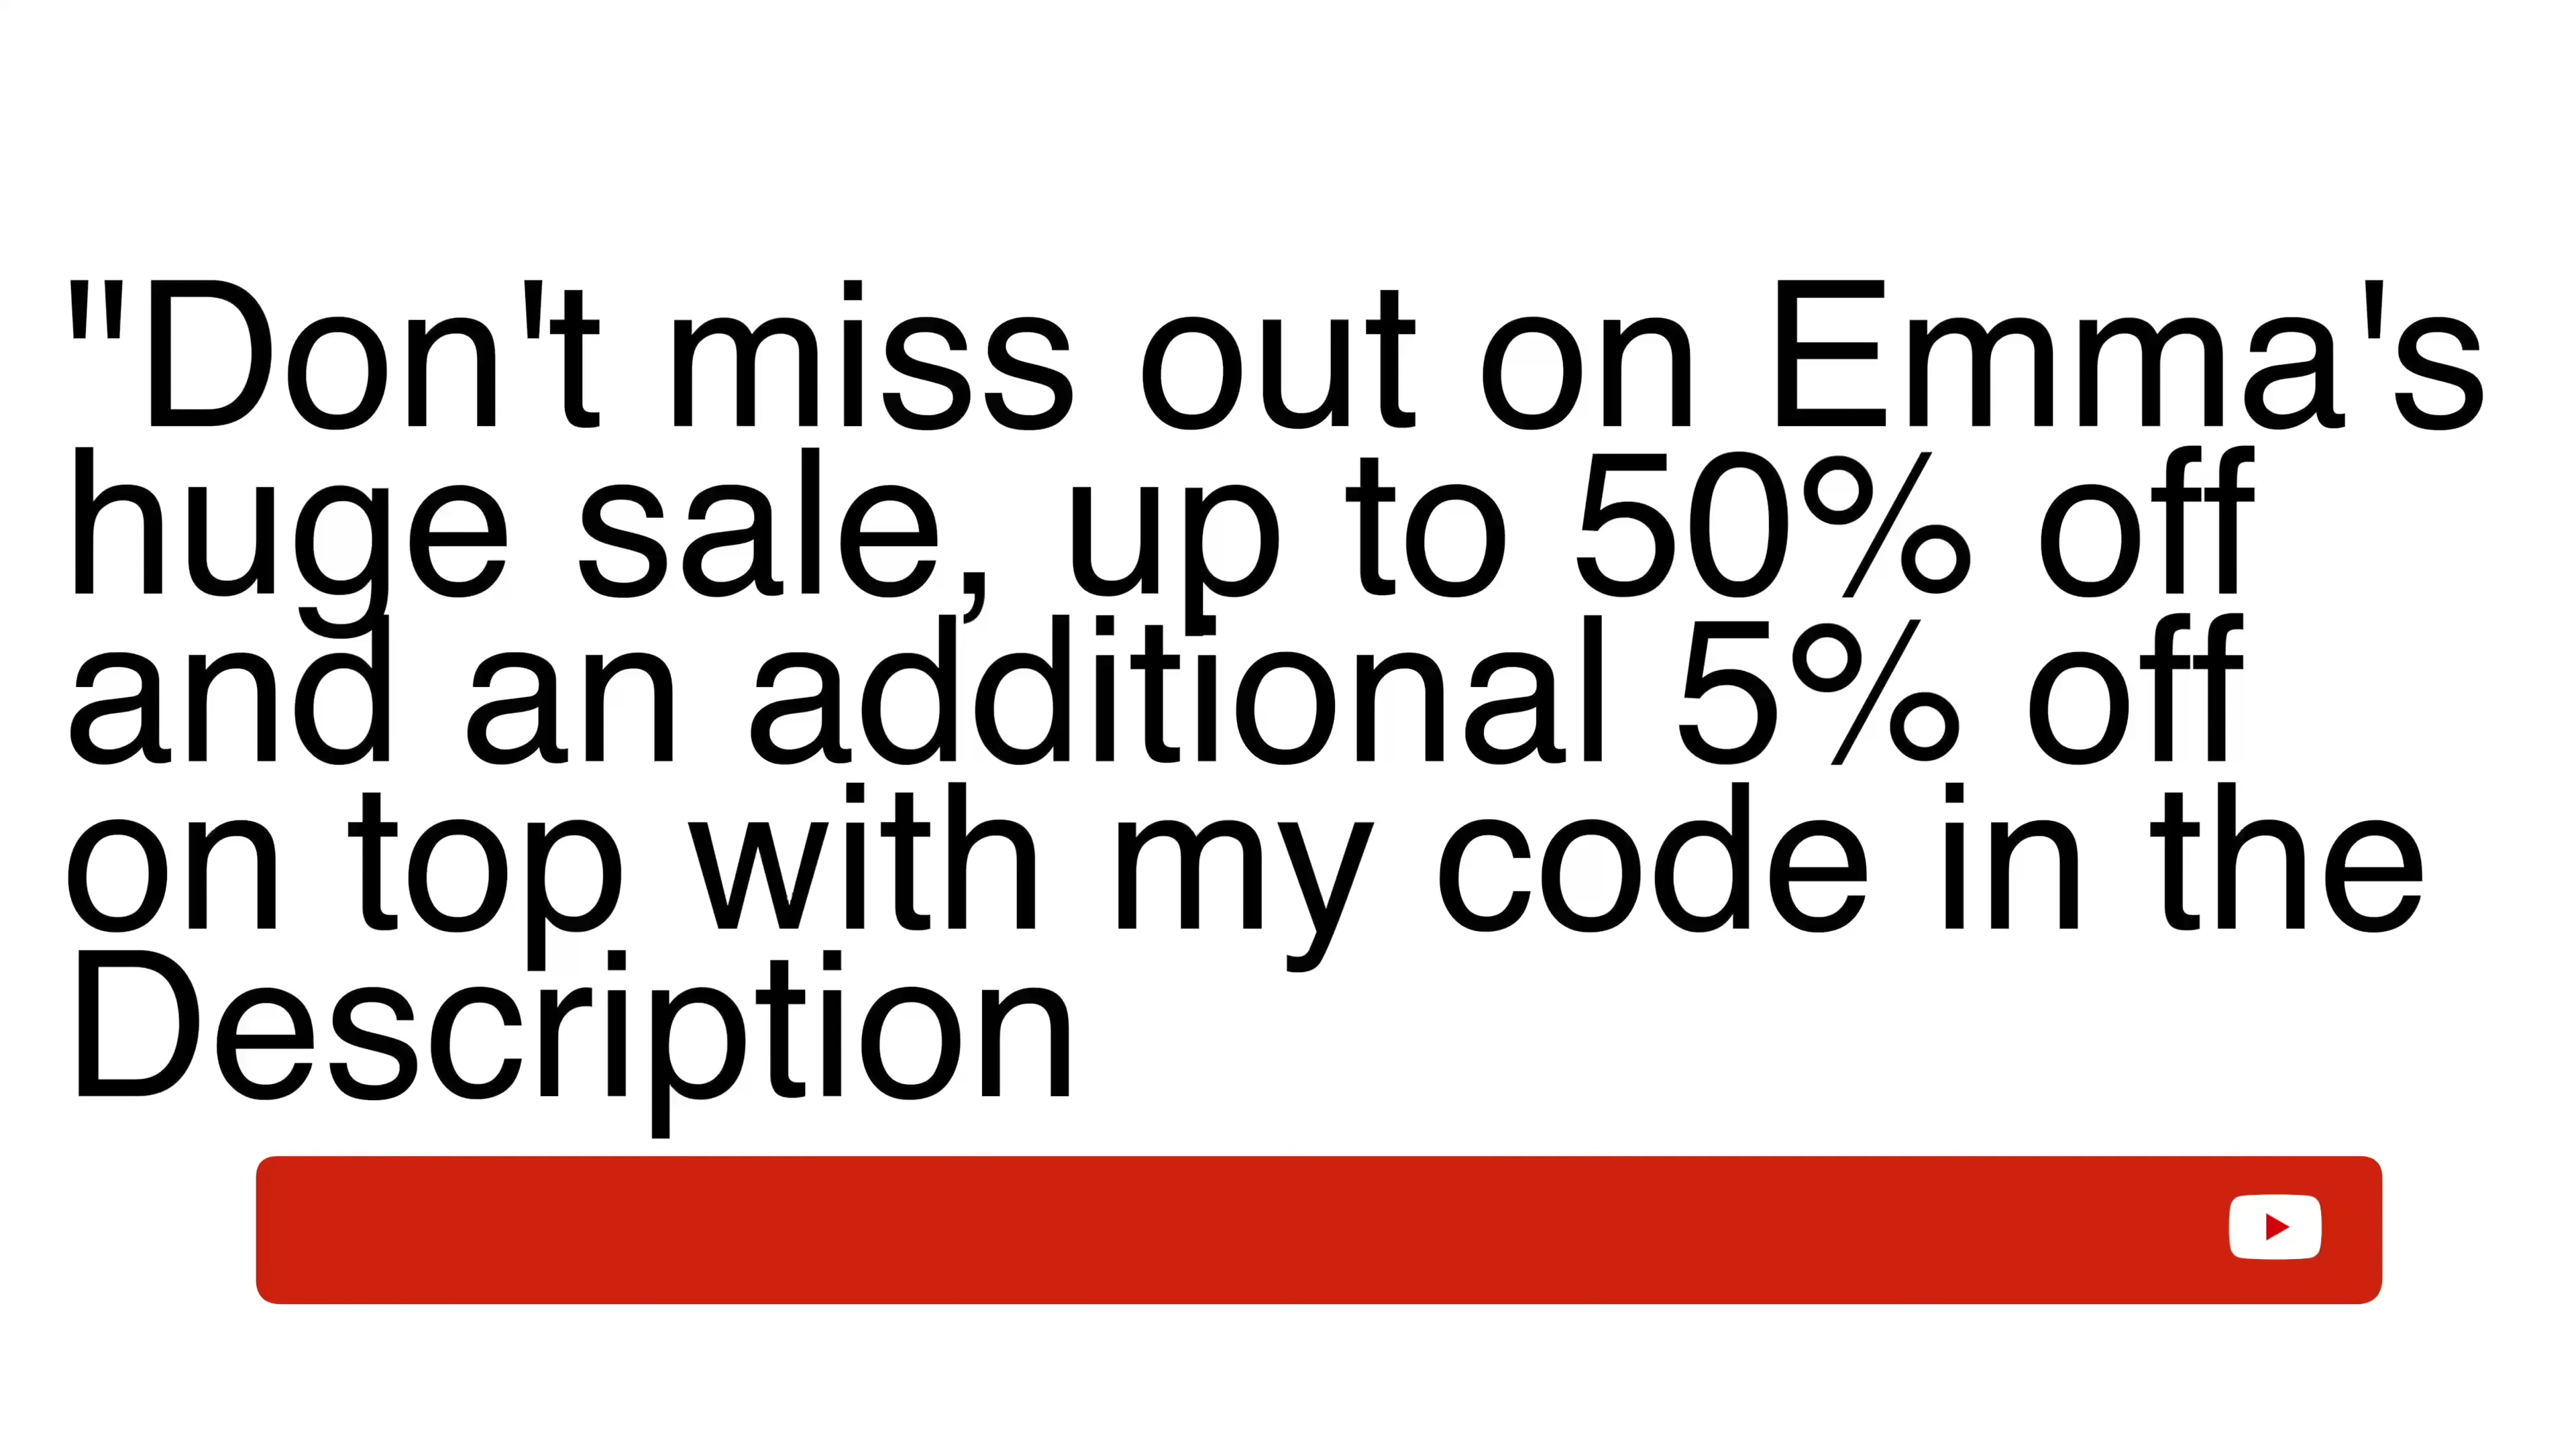 "Don't miss out on Emma's
huge sale, up to 50% off
and an additional 5% off
on top with my code in the
Description